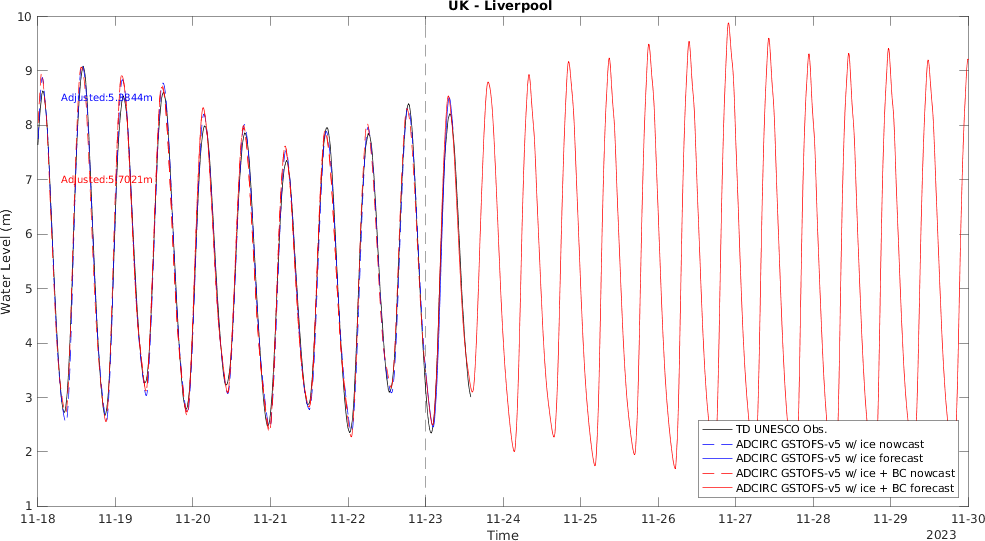 UK - Liverpool
10
9
8
7
6
5
4
3
2
1
Water Level (m)
Adjusted:5.9344m
Adjusted:5.7021m
TD UNESCO Obs.
ADCIRC GSTOFS-v5 w/ ice nowcast
ADCIRC GSTOFS-v5 w/ ice forecast
ADCIRC GSTOFS-v5 w/ ice + BC nowcast
ADCIRC GSTOFS-v5 w/ ice + BC forecast
11-18 11-19 11-20 11-21 11-22 11-23 11-24 11-25 11-26 11-27 11-28 11-29 11-30
Time
2023